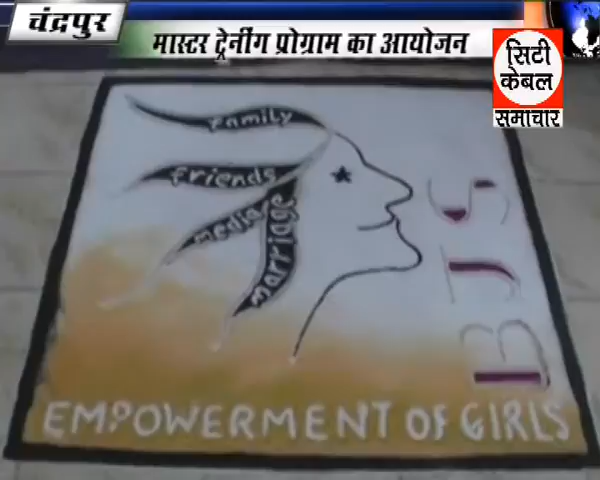 चंद्रपुर
मास्टर ट्रेनींग प्रोग्राम का आयोजन
सिटी
केबल
समाचार
Family
friends
media
marriage
BJS
EMPOWERMENT OF GIRLS